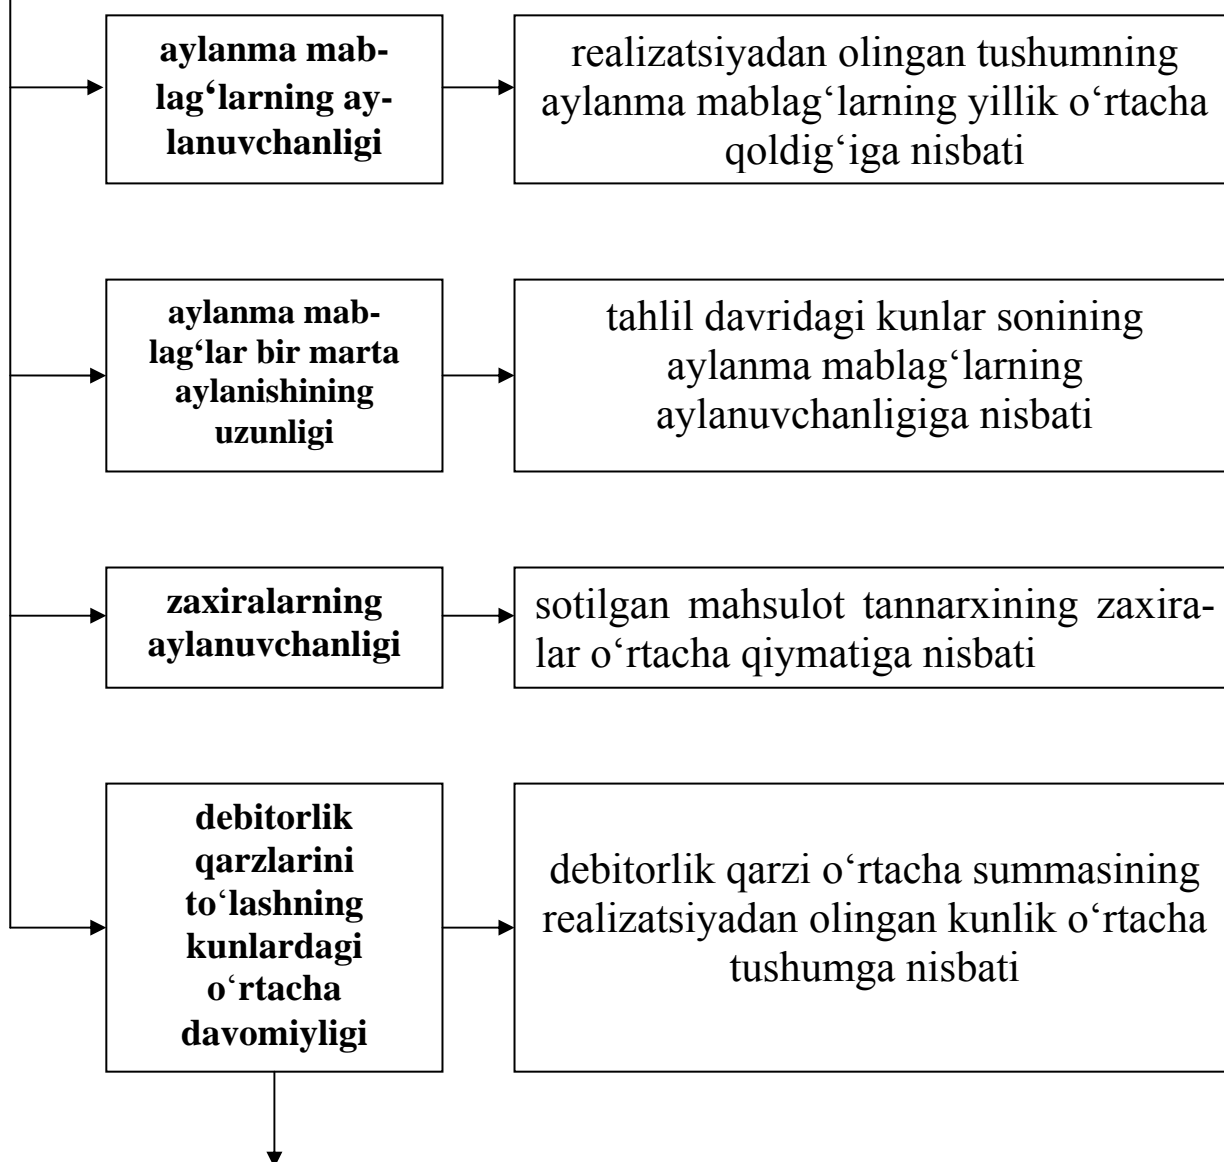 aylanma mab-
lag‘larning ay-
lanuvchanligi
realizatsiyadan olingan tushumning
aylanma mablag‘larning yillik o‘rtacha
qoldig‘iga nisbati
aylanma mab-
lag‘lar bir marta
aylanishining
uzunligi
tahlil davridagi kunlar sonining
aylanma mablag‘larning
aylanuvchanligiga nisbati
zaxiralarning
aylanuvchanligi
sotilgan mahsulot tannarxining zaxira-
lar o‘rtacha qiymatiga nisbati
debitorlik
qarzlarini
to‘lashning
kunlardagi
o‘rtacha
davomiyligi
debitorlik qarzi o‘rtacha summasining
realizatsiyadan olingan kunlik o‘rtacha
tushumga nisbati